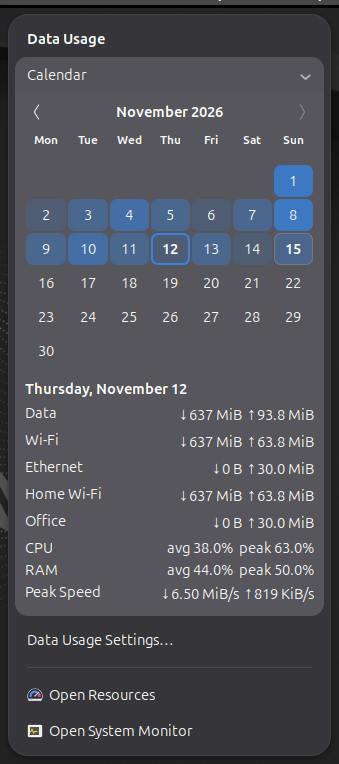 Data Usage
Calendar
November 2026
Mon Tue Wed Thu Fri Sat Sun
1
2 3 4 5 6 7 8
9 10 11 12 13 14 15
16 17 18 19 20 21 22
23 24 25 26 27 28 29
30
Thursday, November 12
Data ↓637 MiB ↑93.8 MiB
Wi-Fi ↓637 MiB ↑63.8 MiB
Ethernet ↓0 B ↑30.0 MiB
Home Wi-Fi ↓637 MiB ↑63.8 MiB
Office ↓0 B ↑30.0 MiB
CPU avg 38.0% peak 63.0%
RAM avg 44.0% peak 50.0%
Peak Speed ↓6.50 MiB/s ↑819 KiB/s
Data Usage Settings…
Open Resources
Open System Monitor